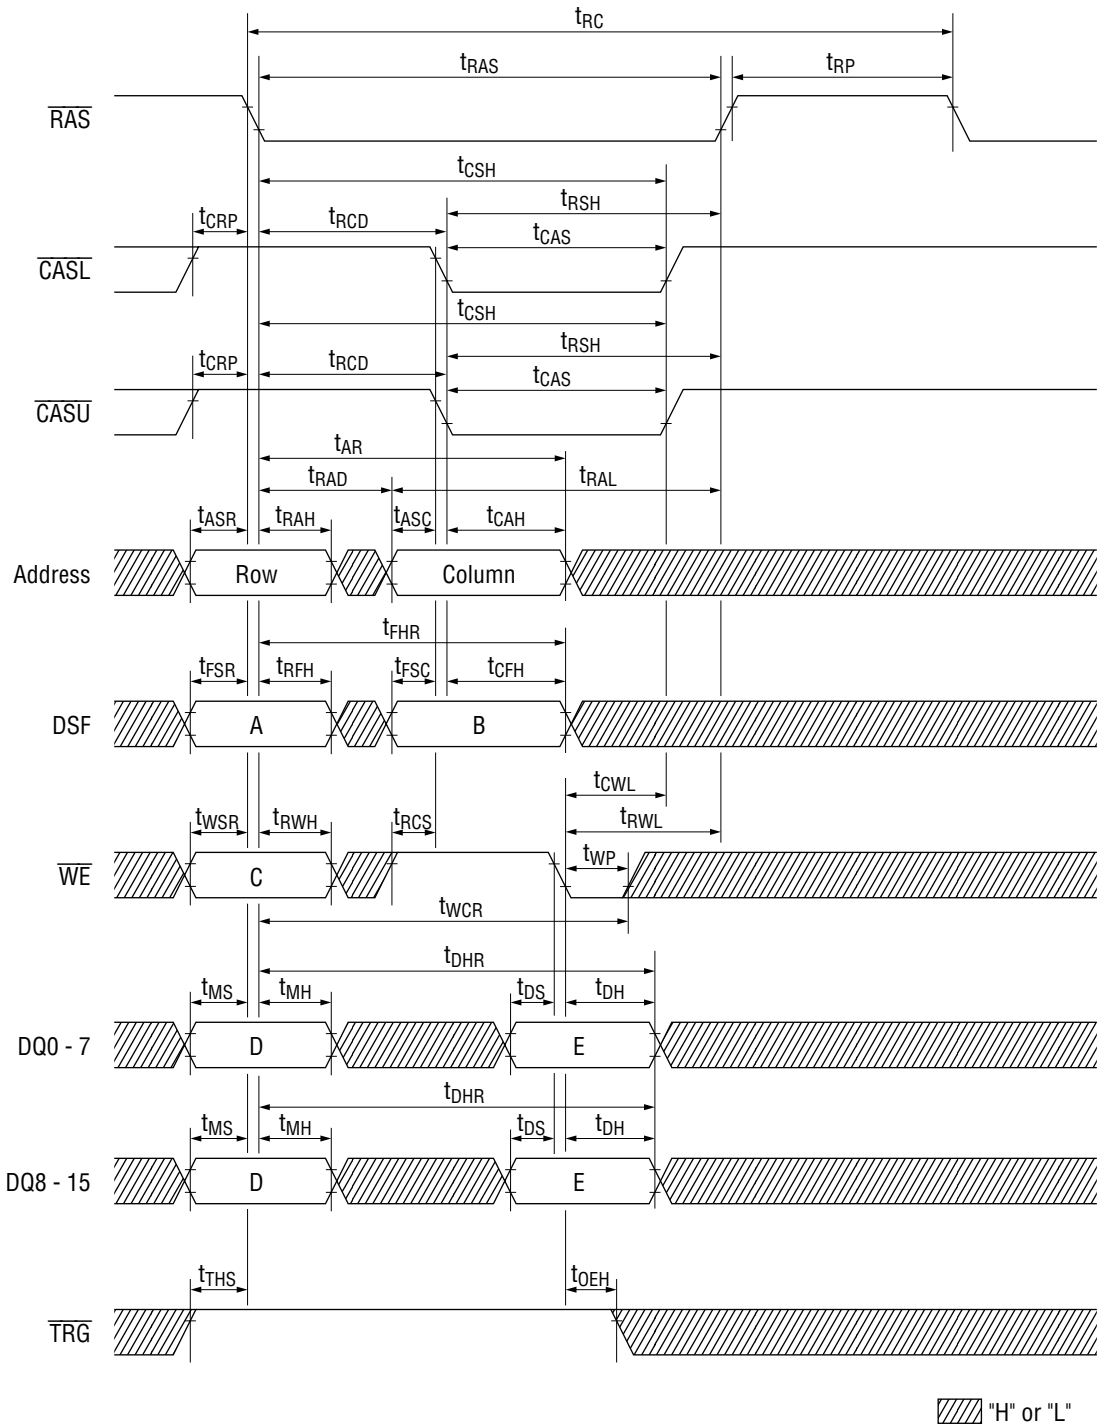 tRC
tRAS tRP
RAS
tCSH
tRSH
tCRP tRCD tCAS
CASL
tCSH
tRSH
tCRP tRCD tCAS
CASU
tAR
tRAD tRAL
tASR tRAH tASC tCAH
Address Row Column
tFHR
tFSR tRFH tFSC tCFH
DSF A B
tCWL
tWSR tRWH tRCS tRWL
tWP
WE C
tWCR
tDHR
tMS tMH tDS tDH
DQ0 - 7 D E
tDHR
tMS tMH tDS tDH
DQ8 - 15 D E
tTHS tOEH
TRG
"H" or "L"